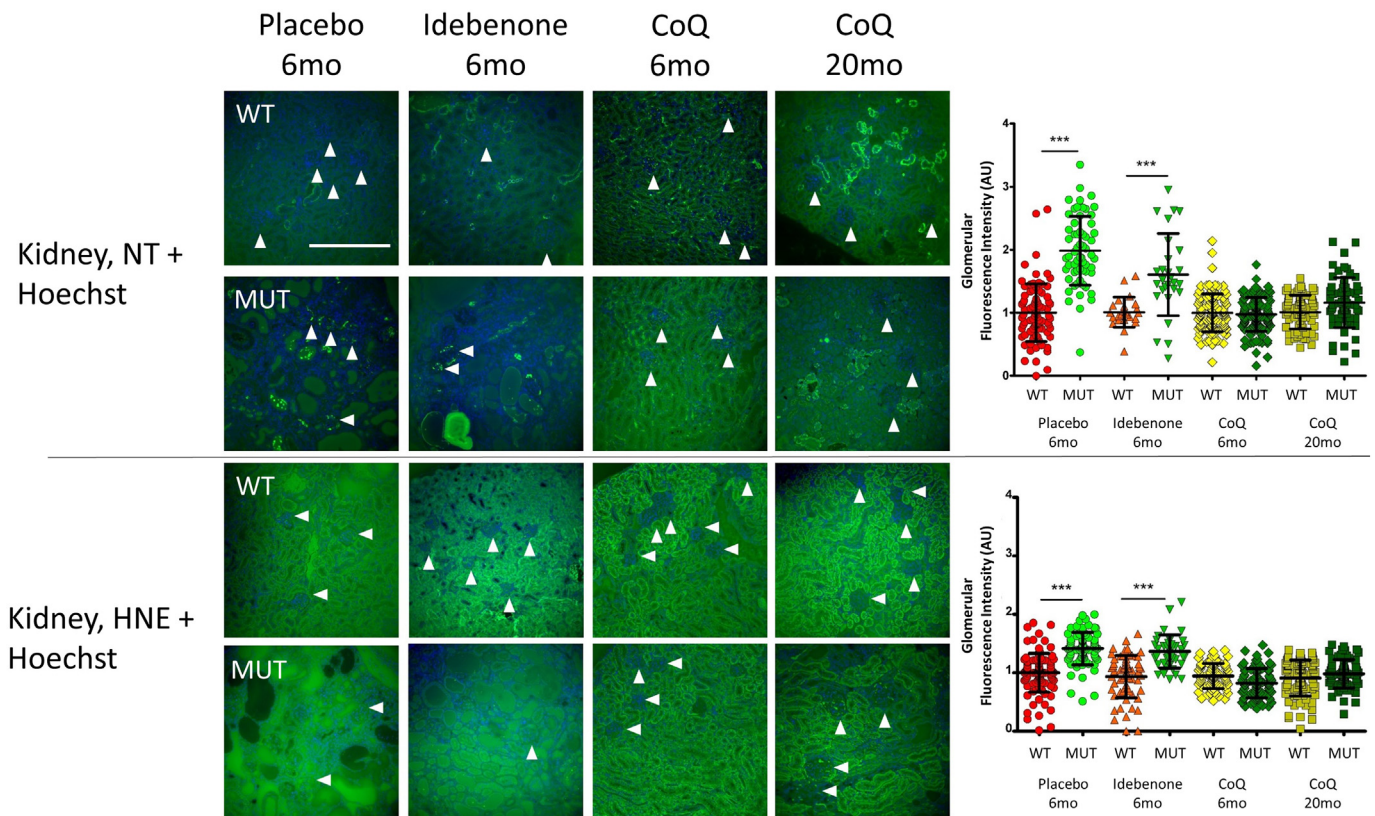 Placebo 6mo
Idebenone 6mo
CoQ 6mo
CoQ 20mo
Kidney, NT +
Hoechst
WT
MUT
Glomerular
Fluorescence Intensity (AU)
4
3
2
1
0
***
***
WT MUT WT MUT WT MUT WT MUT
Placebo Idebenone CoQ CoQ
6mo 6mo 6mo 20mo
Kidney, HNE +
Hoechst
WT
MUT
Glomerular
Fluorescence Intensity (AU)
4
3
2
1
0
***
***
WT MUT WT MUT WT MUT WT MUT
Placebo Idebenone CoQ CoQ
6mo 6mo 6mo 20mo